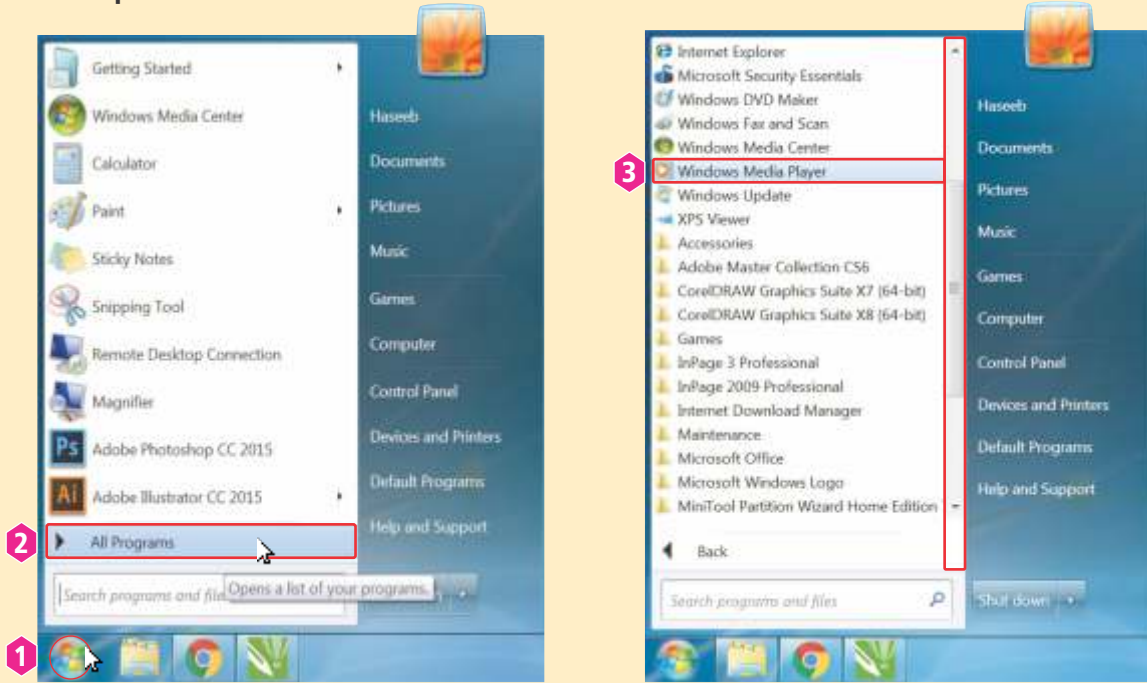 Getting Started
Windows Media Center
Calculator
Paint
Sticky Notes
Snipping Tool
Remote Desktop Connection
Magnifier
Ps Adobe Photoshop CC 2015
Ai Adobe Illustrator CC 2015
2 All Programs
Search programs and
Opens a list of your programs.
1
Haseeb
Documents
Pictures
Music
Games
Computer
Control Panel
Devices and Printers
Default Programs
Help and Support
Internet Explorer
Microsoft Security Essentials
Windows DVD Maker
Windows Fax and Scan
Windows Media Center
3 Windows Media Player
Windows Update
XPS Viewer
Accessories
Adobe Master Collection CS6
CorelDRAW Graphics Suite X7 (64-bit)
CorelDRAW Graphics Suite X8 (64-bit)
Games
InPage 3 Professional
InPage 2009 Professional
Internet Download Manager
Maintenance
Microsoft Office
Microsoft Windows Logo
MiniTool Partition Wizard Home Edition
Back
Search programs and files
Haseeb
Documents
Pictures
Music
Games
Computer
Control Panel
Devices and Printers
Default Programs
Help and Support
Shut down